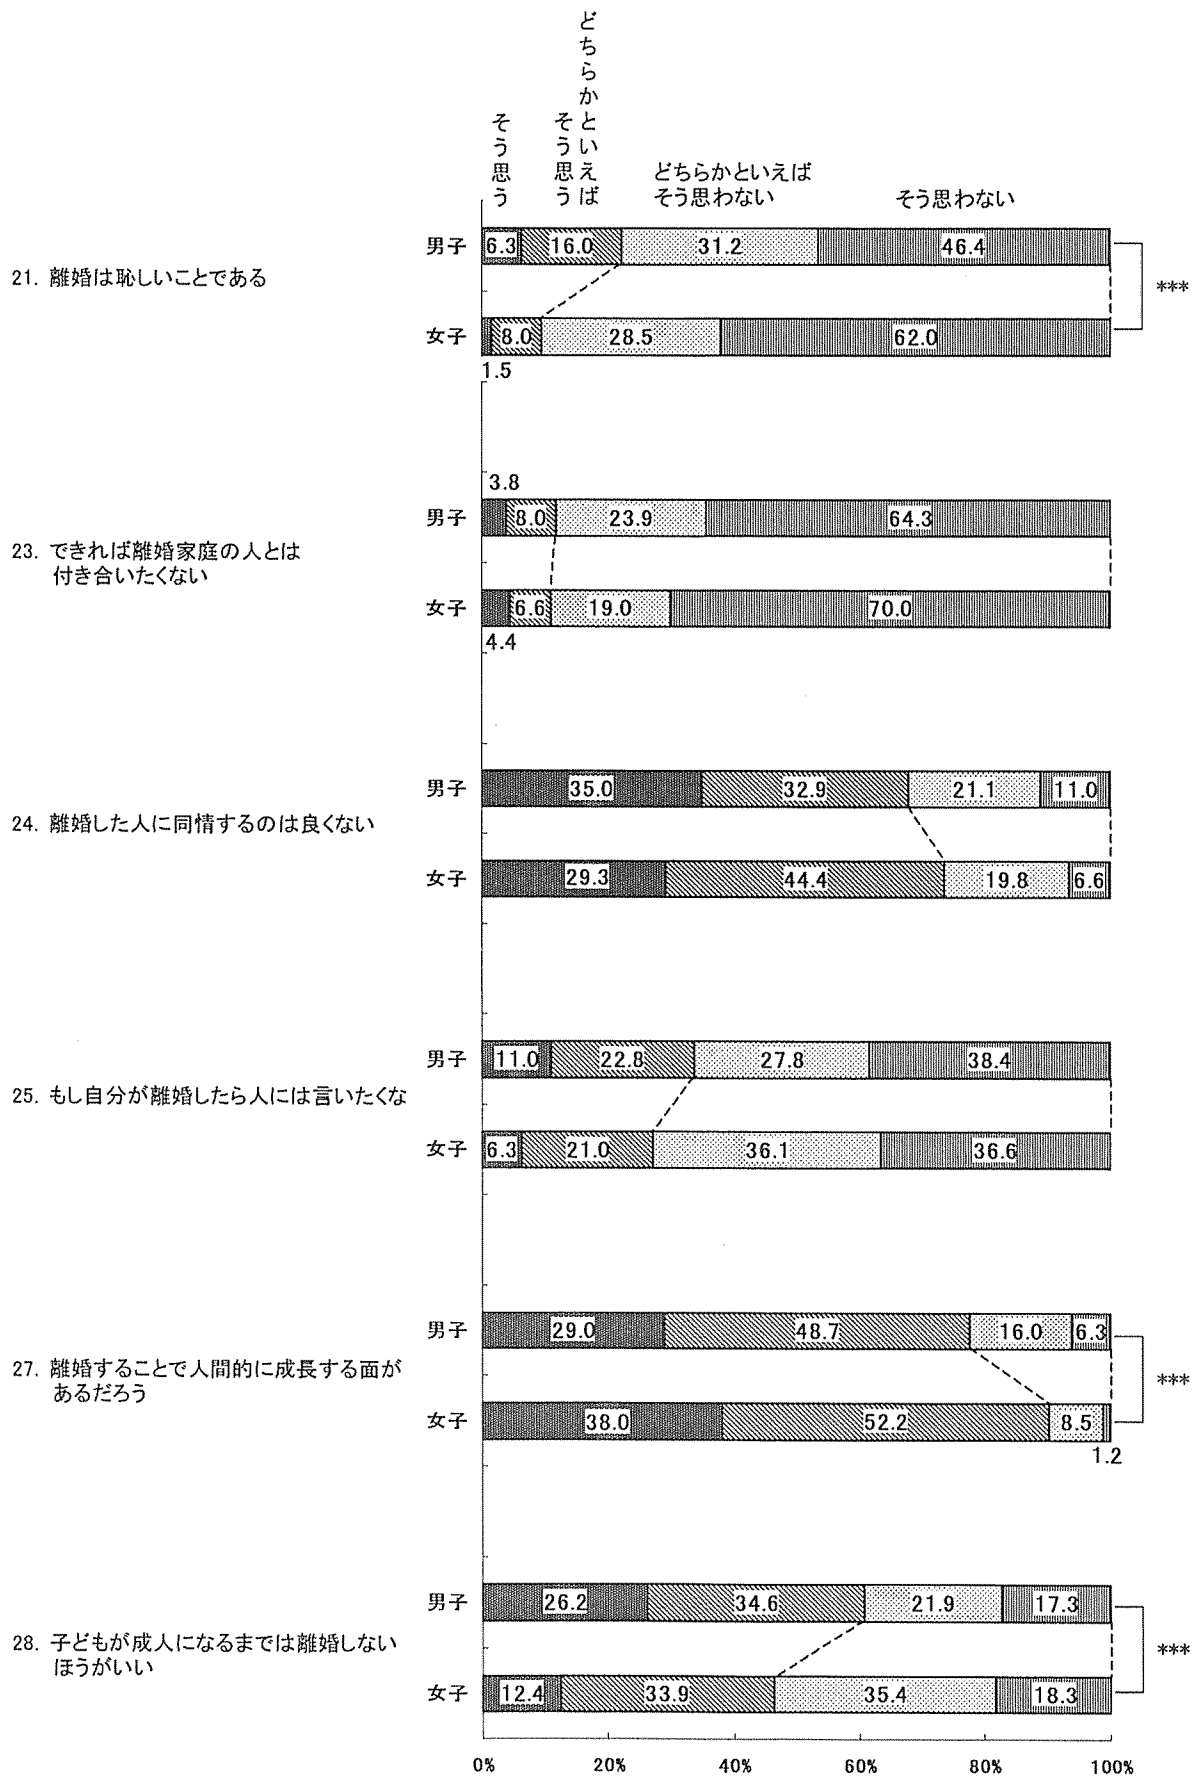 そう思う
どちらかといえば
そう思う
どちらかといえば
そう思わない
そう思わない
男子 6.3 16.0 31.2 46.4
21. 離婚は恥しいことである
***
女子 8.0 28.5 62.0
1.5
3.8
男子 8.0 23.9 64.3
23. できれば離婚家庭の人とは
付き合いたくない
女子 6.6 19.0 70.0
4.4
男子 35.0 32.9 21.1 11.0
24. 離婚した人に同情するのは良くない
女子 29.3 44.4 19.8 6.6
男子 11.0 22.8 27.8 38.4
25. もし自分が離婚したら人には言いたくな
女子 6.3 21.0 36.1 36.6
男子 29.0 48.7 16.0 6.3
27. 離婚することで人間的に成長する面が
あるだろう
***
女子 38.0 52.2 8.5
1.2
男子 26.2 34.6 21.9 17.3
28. 子どもが成人になるまでは離婚しない
ほうがいい
***
女子 12.4 33.9 35.4 18.3
0% 20% 40% 60% 80% 100%